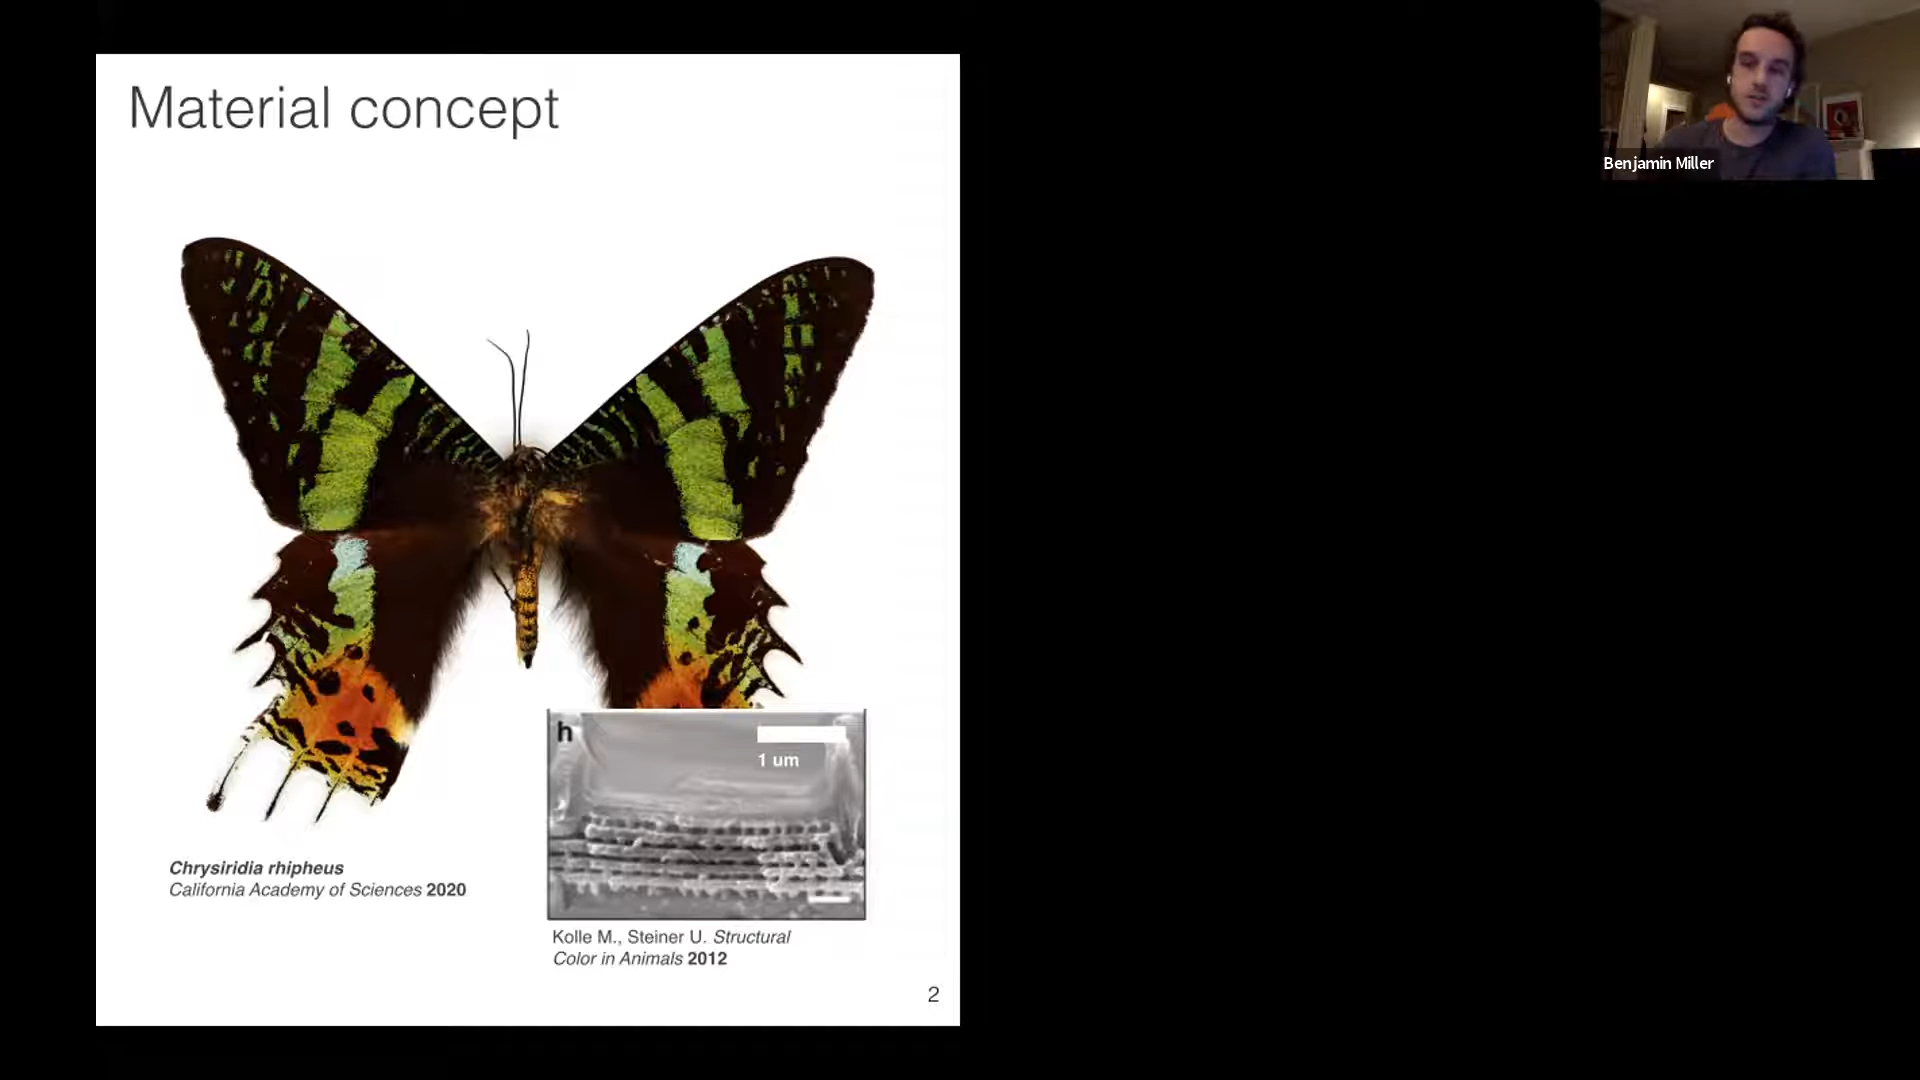 Material concept
h
1 um
Chrysiridia rhipheus
California Academy of Sciences 2020
Kolle M., Steiner U. Structural
Color in Animals 2012
2
Benjamin Miller